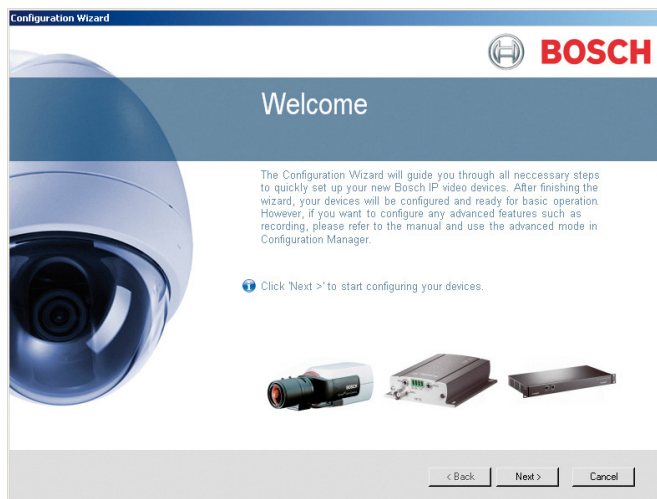 Configuration Wizard
BOSCH
Welcome
The Configuration Wizard will guide you through all neccessary steps
to quickly set up your new Bosch IP video devices. After finishing the
wizard, your devices will be configured and ready for basic operation.
However, if you want to configure any advanced features such as
recording, please refer to the manual and use the advanced mode in
Configuration Manager.
Click 'Next >' to start configuring your devices.
BOSCH
< Back
Next >
Cancel